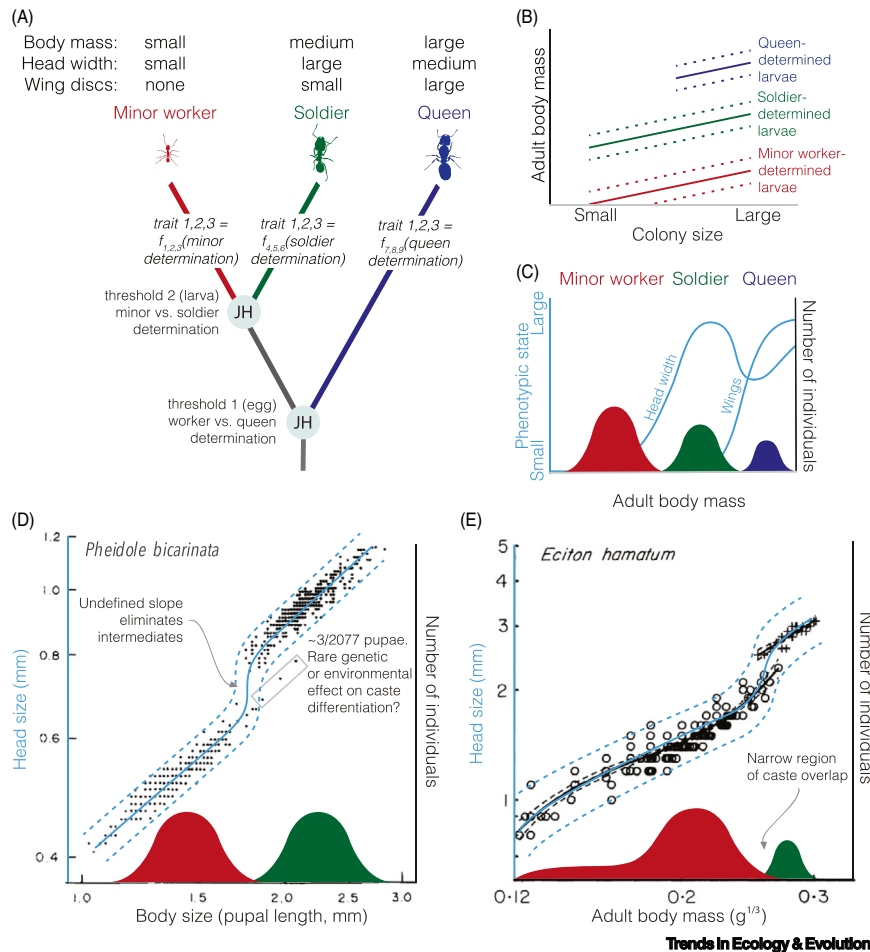 (A)
Body mass: small medium large
Head width: small large medium
Wing discs: none small large
Minor worker Soldier Queen
trait 1,2,3 = trait 1,2,3 = trait 1,2,3 =
f1,2,3(minor f4,5,6(soldier f7,8,9(queen
determination) determination) determination)
threshold 2 (larva)
minor vs. soldier
determination
JH
threshold 1 (egg)
worker vs. queen
determination
JH
(B)
Adult body mass
Queen-
determined
larvae
Soldier-
determined
larvae
Minor worker-
determined
larvae
Small Large
Colony size
(C)
Minor worker Soldier Queen
Phenotypic state
Small Large
Head width
Wings
Number of individuals
Adult body mass
(D)
Pheidole bicarinata
1.2
1.0
0.8
0.6
0.4
Head size (mm)
Undefined slope
eliminates
intermediates
~3/2077 pupae.
Rare genetic
or environmental
effect on caste
differentiation?
Number of individuals
1.0 1.5 2.0 3.0
Body size (pupal length, mm)
(E)
Eciton hamatum
5
4
3
2
1
Head size (mm)
Narrow region
of caste overlap
Number of individuals
0·12 0·2 0·3
Adult body mass (g1/3)
Trends in Ecology & Evolution